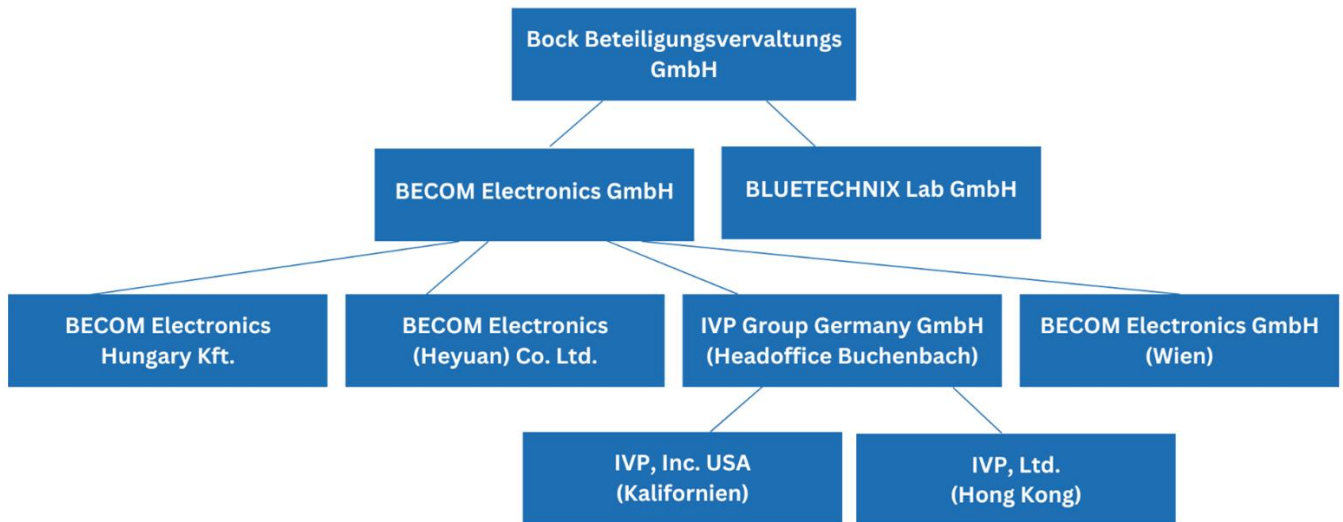 Bock Beteiligungsvervaltungs
GmbH
BECOM Electronics GmbH
BLUETECHNIX Lab GmbH
BECOM Electronics
Hungary Kft.
BECOM Electronics
(Heyuan) Co. Ltd.
IVP Group Germany GmbH
(Headoffice Buchenbach)
BECOM Electronics GmbH
(Wien)
IVP, Inc. USA
(Kalifornien)
IVP, Ltd.
(Hong Kong)